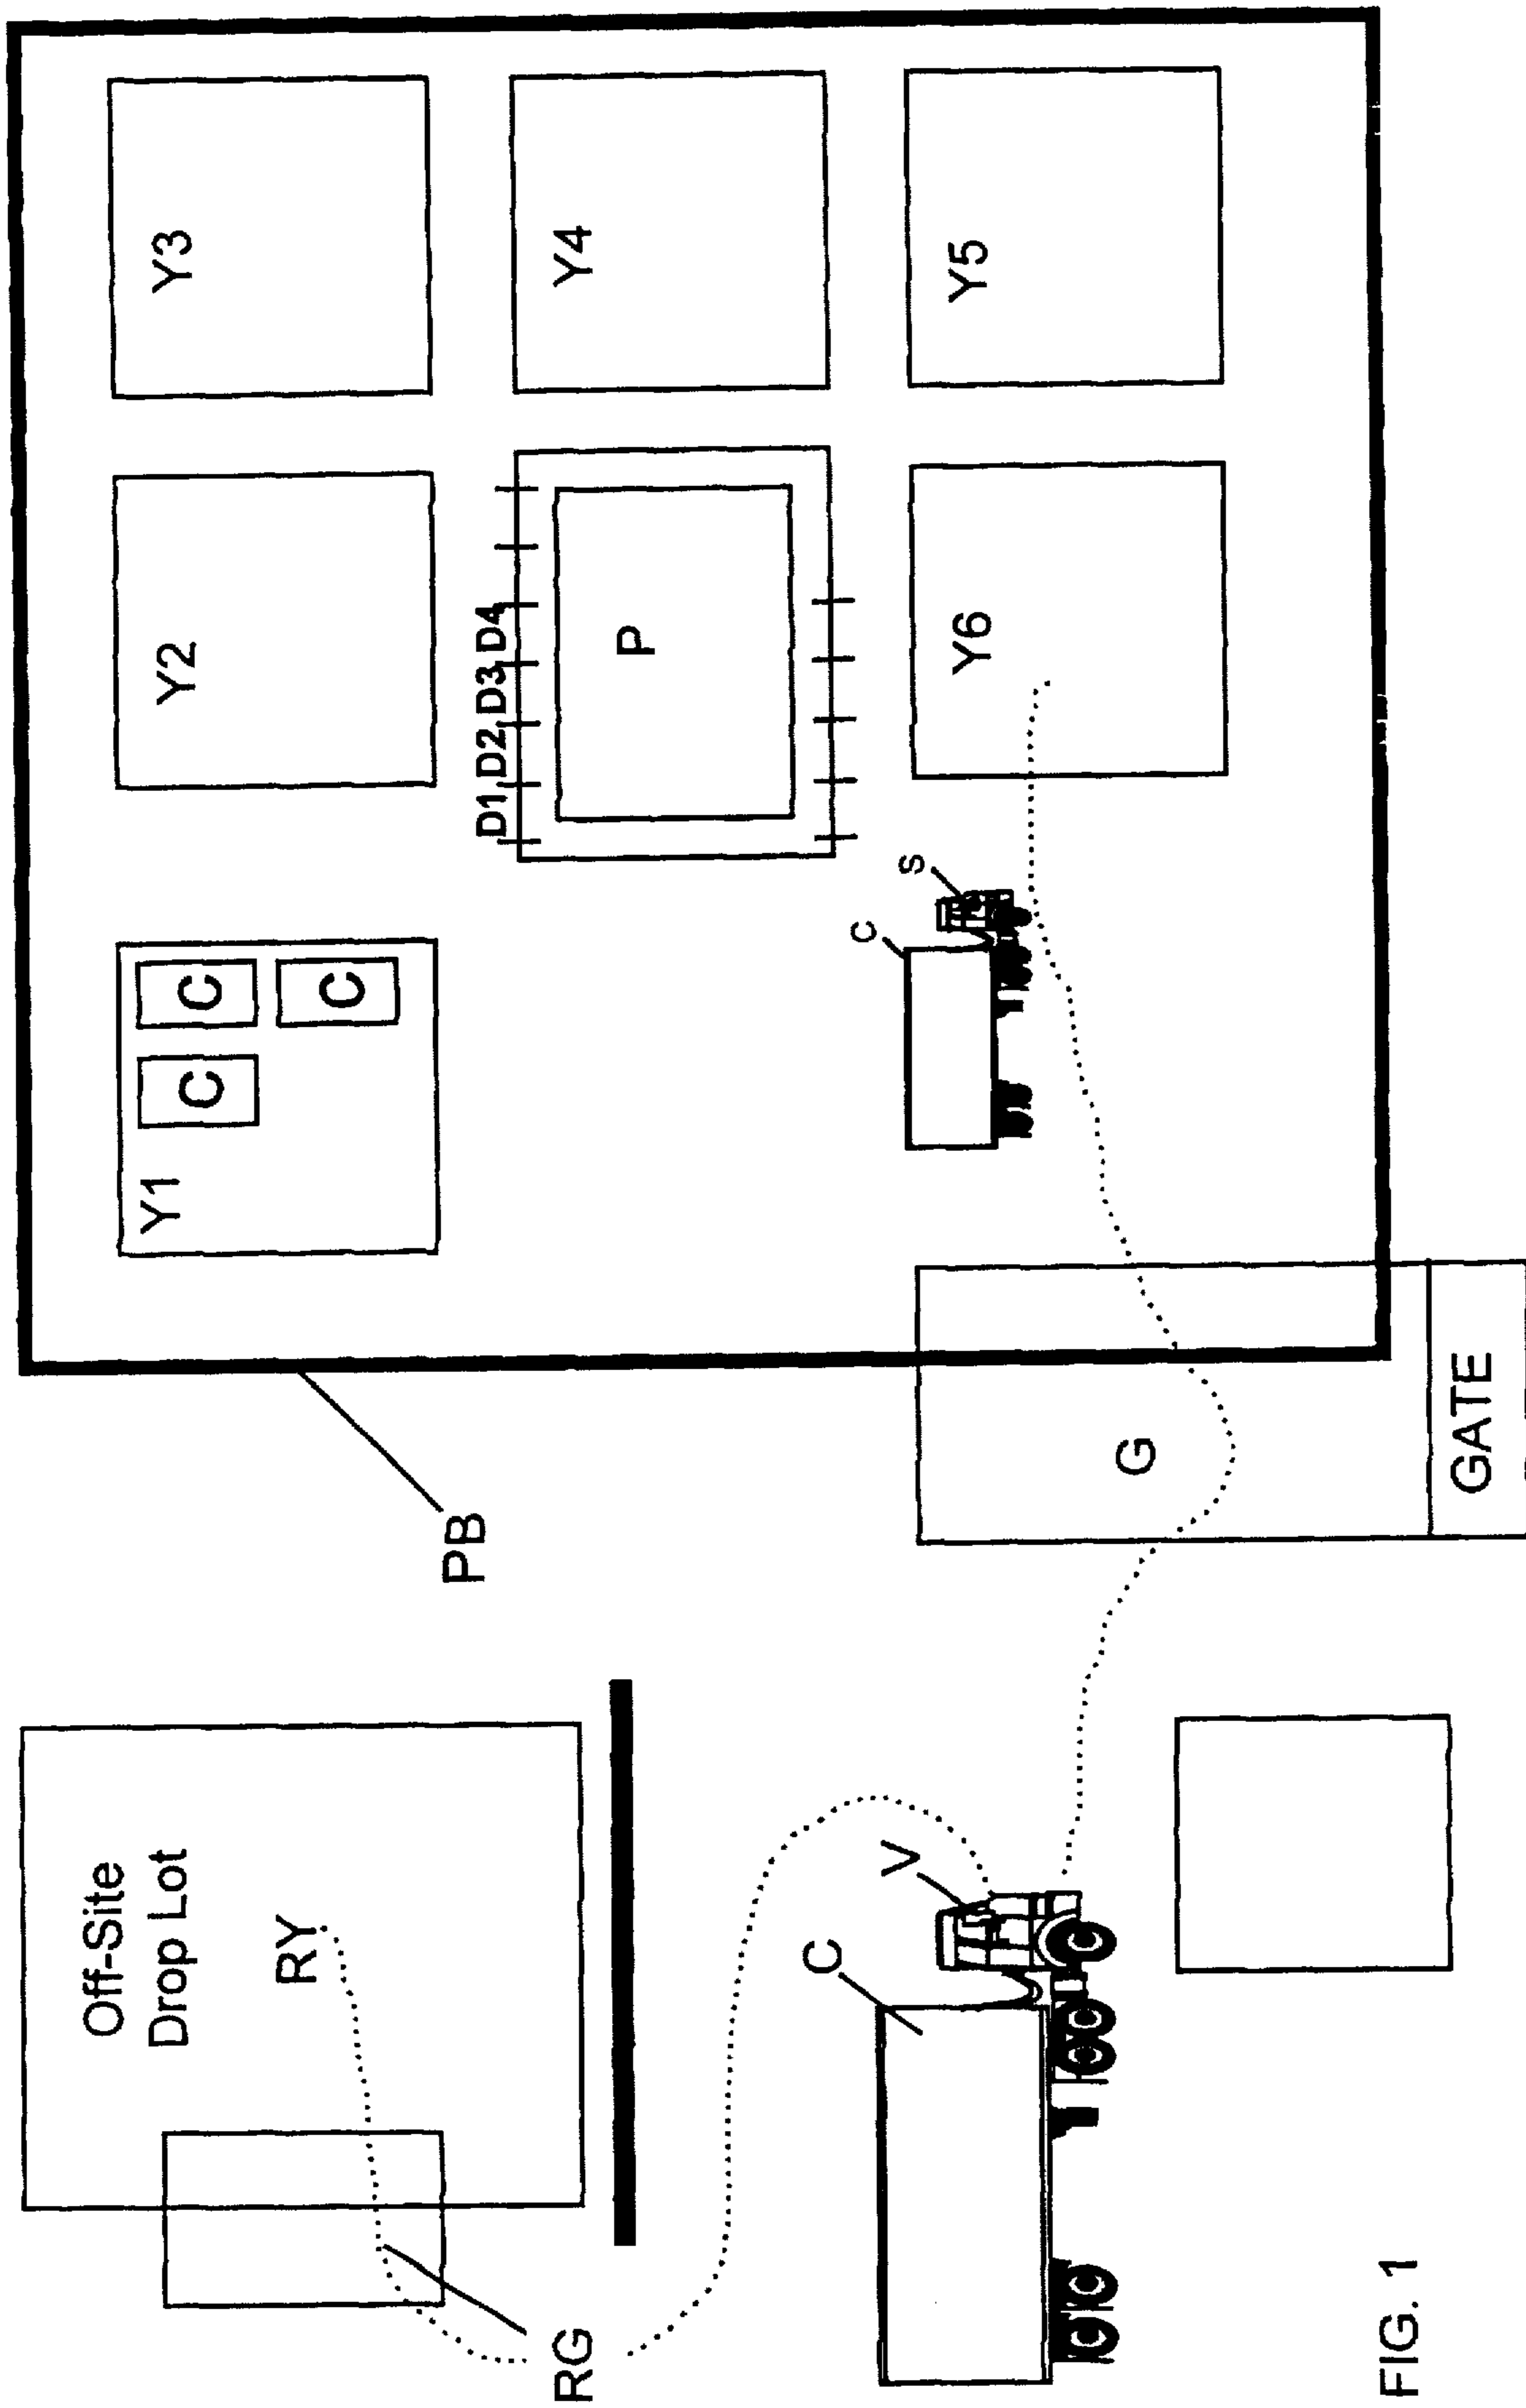 Off-Site
Drop Lot
RY
RG
PB
Y1
C
C
C
Y2
Y3
D1
D2
D3
D4
P
Y4
V
C
C
S
Y6
Y5
G
GATE
FIG. 1